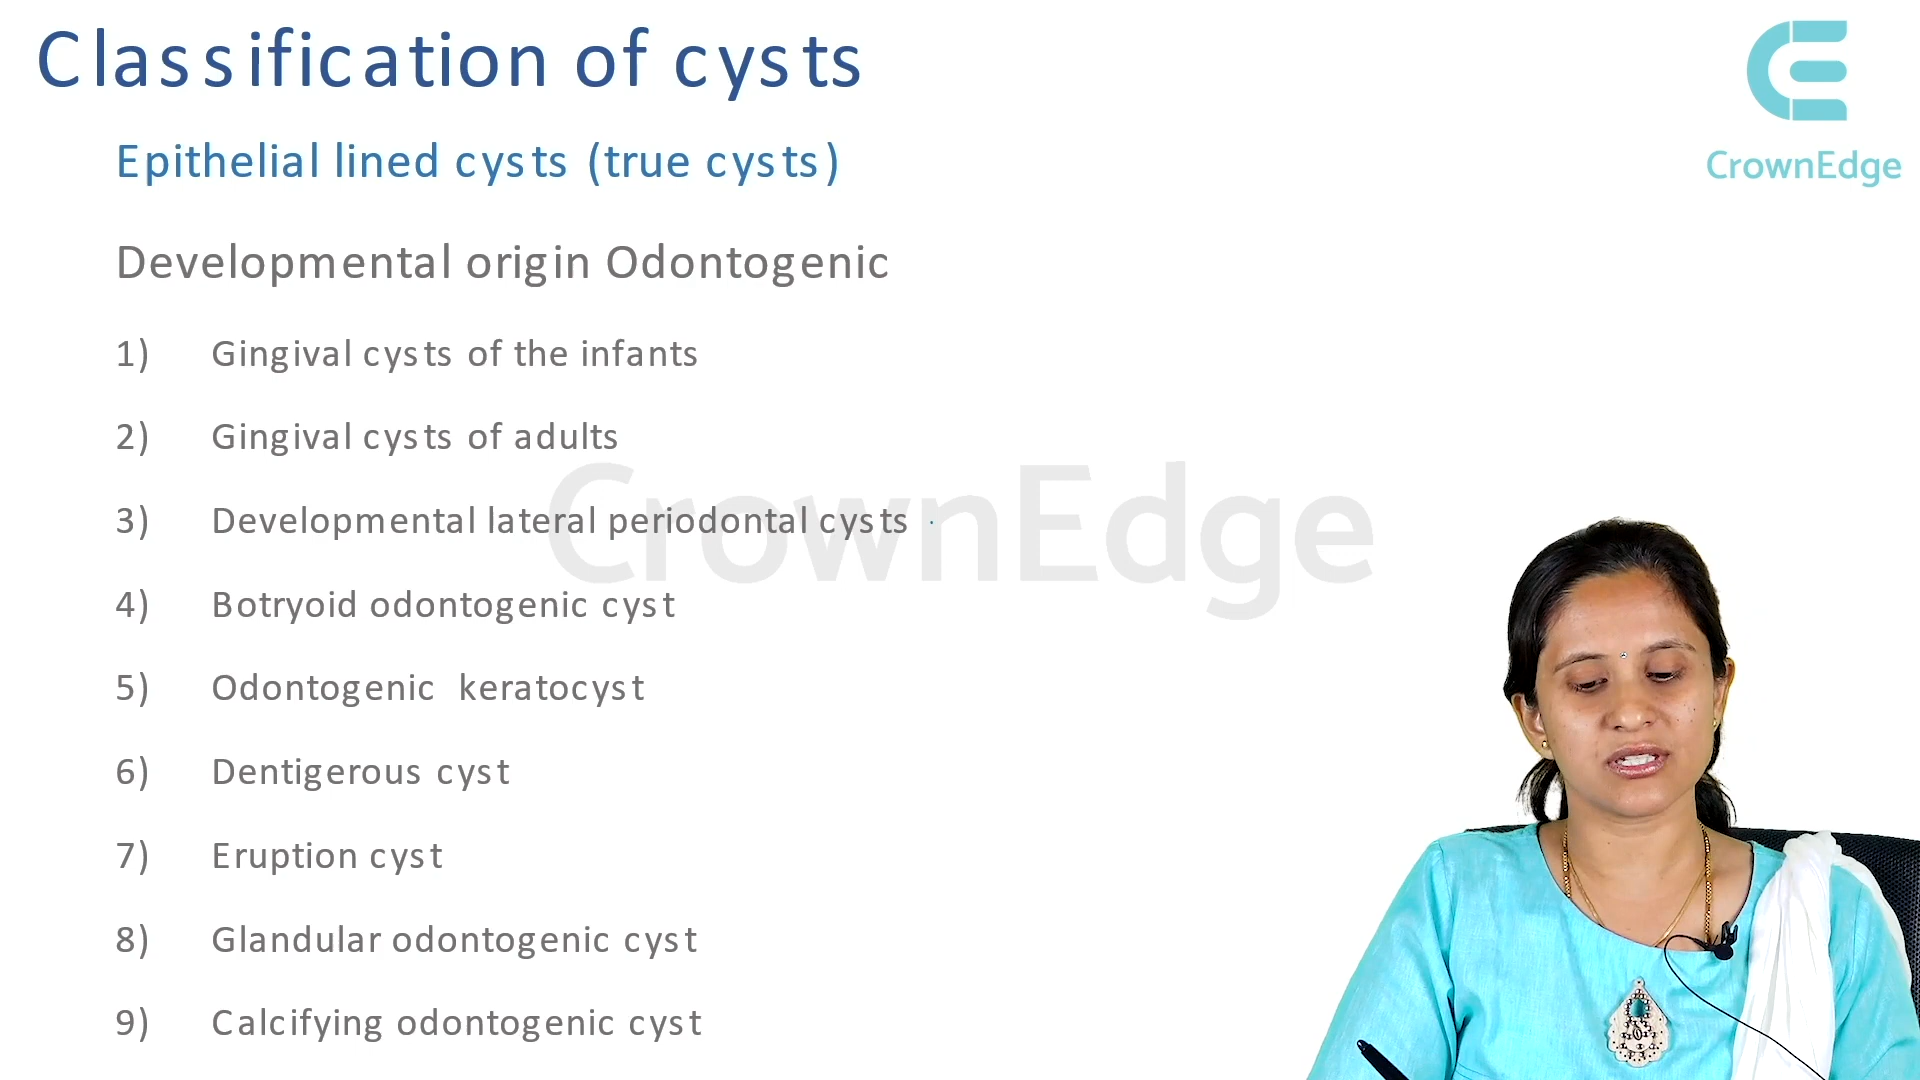 Classification of cysts
CrownEdge
Epithelial lined cysts (true cysts)
Developmental origin Odontogenic
1) Gingival cysts of the infants
2) Gingival cysts of adults
3) Developmental lateral periodontal cysts
CrownEdge
4) Botryoid odontogenic cyst
5) Odontogenic keratocyst
6) Dentigerous cyst
7) Eruption cyst
8) Glandular odontogenic cyst
9) Calcifying odontogenic cyst